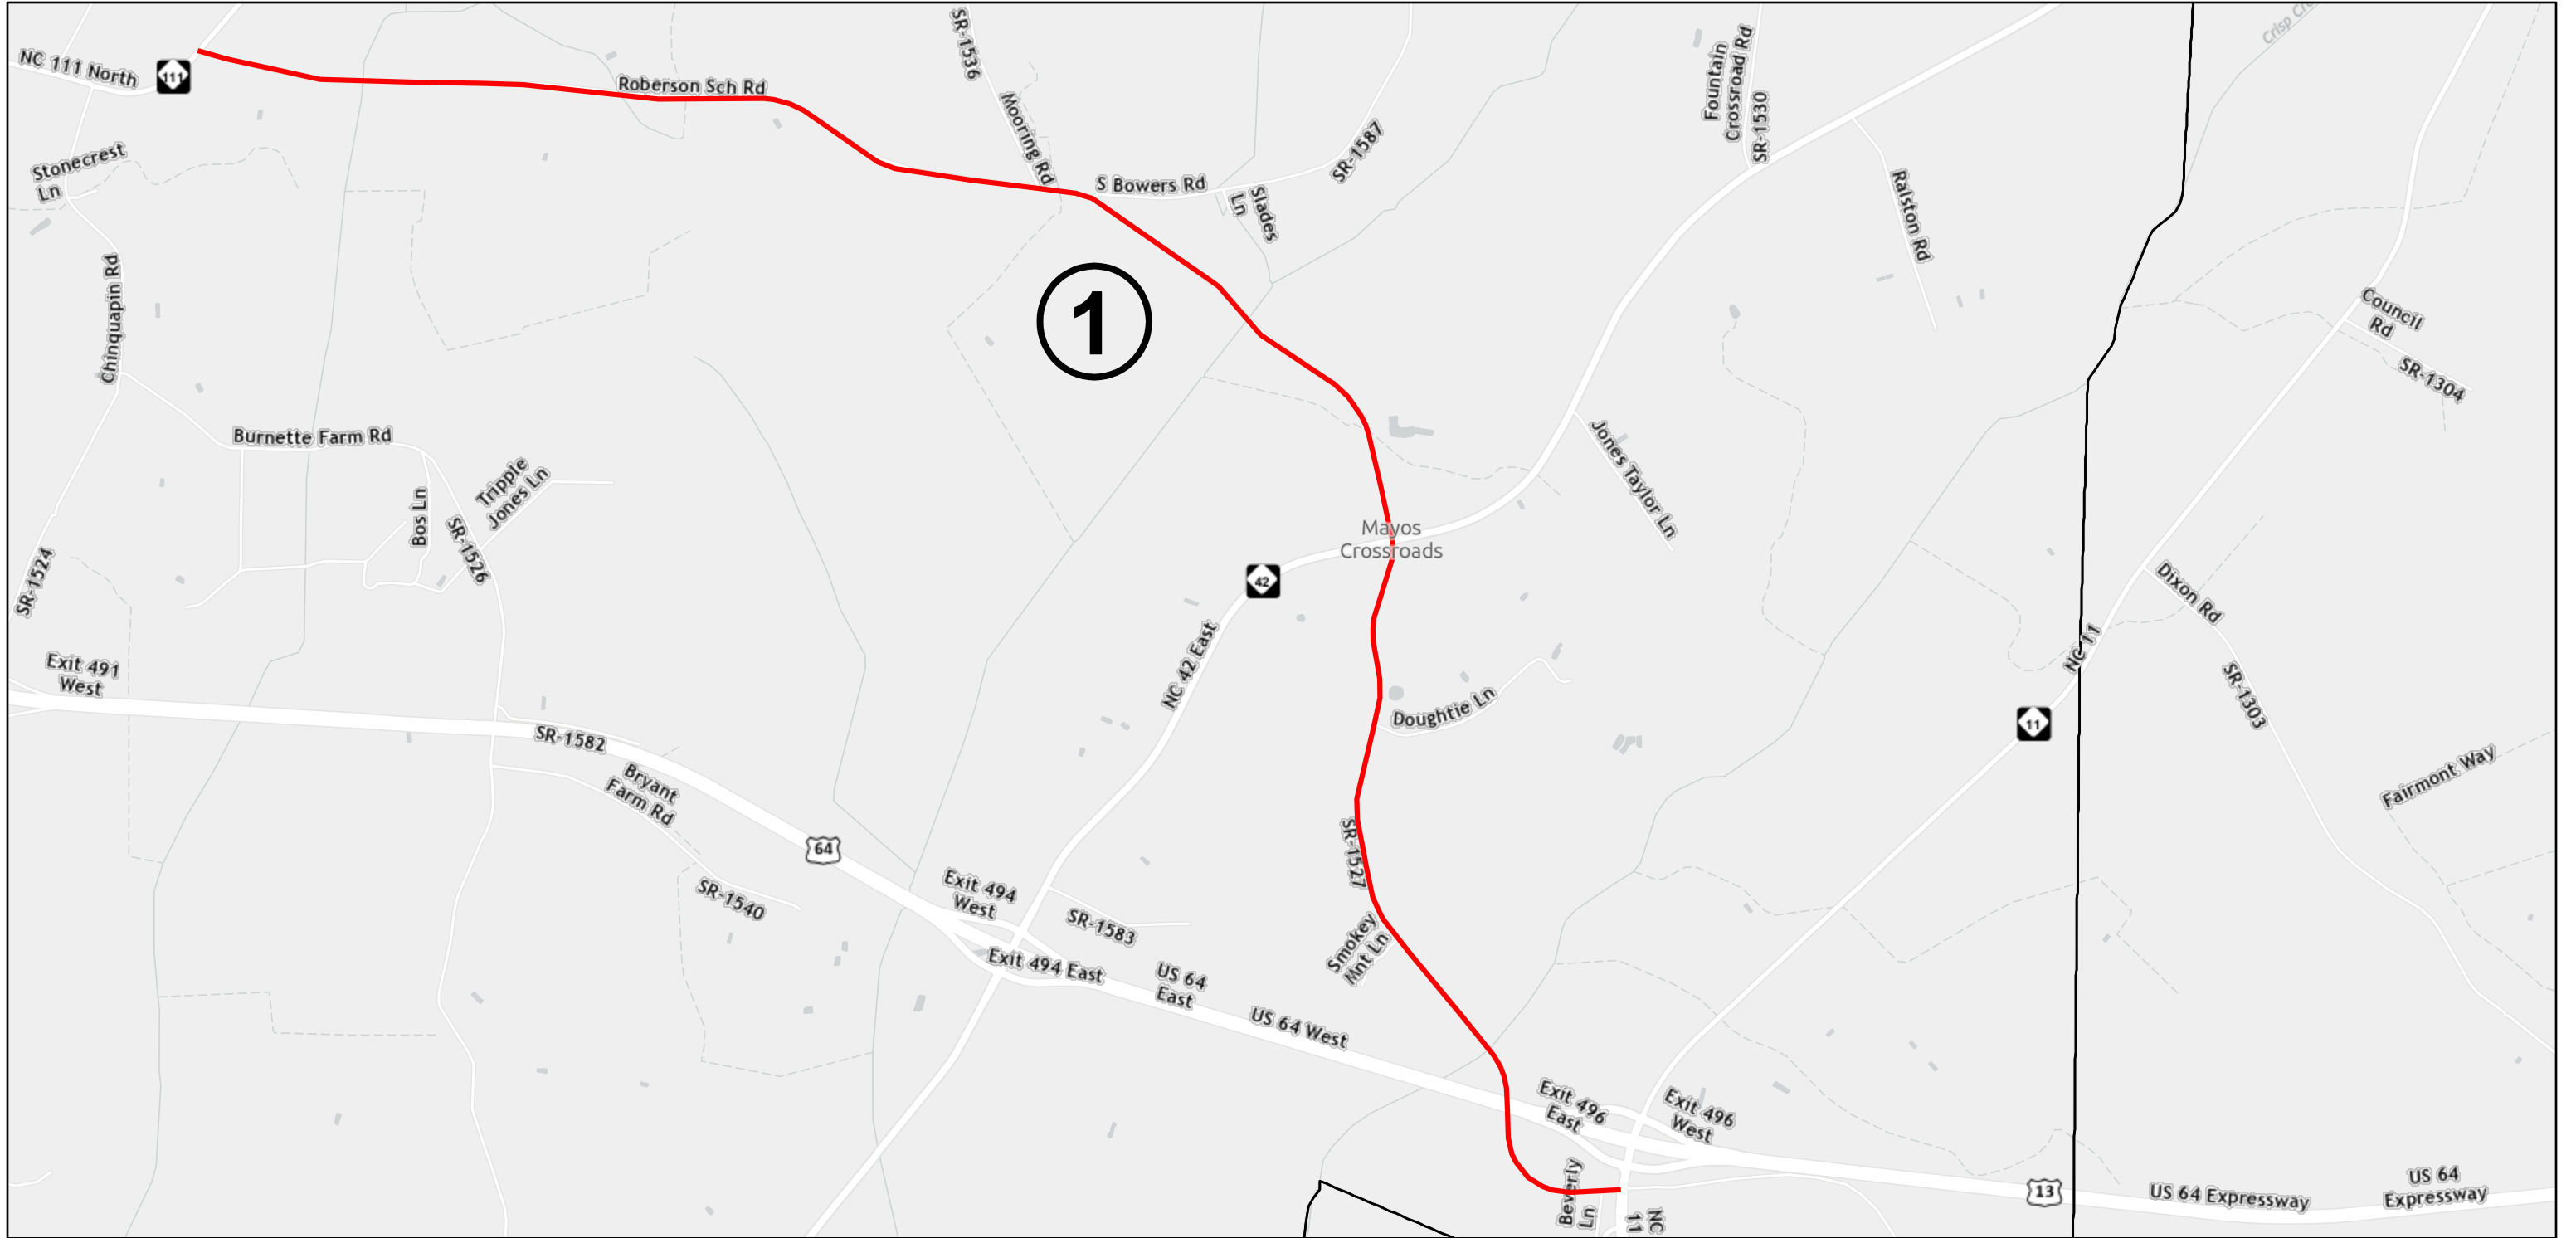 NC 111 North
111
Roberson Sch Rd
SR-1536
Mooring Rd
S Bowers Rd
Slades
Ln
SR-1587
Fountain
Crossroad Rd
SR-1530
Ralston Rd
Stonecrest
Ln
Chinquapin Rd
1
Council
Rd
SR-1304
Burnette Farm Rd
Tripple
Jones Ln
Bos Ln
SR-1526
SR-1524
Jones Taylor Ln
Mayos
Crossroads
42
NC 42 East
Dixon Rd
NC 11
SR-1303
11
Exit 491
West
SR-1582
Doughtie Ln
Bryant
Farm Rd
Fairmont Way
64
SR-1527
SR-1540
Exit 494
West
SR-1583
Smokey
Mnt Ln
Exit 494 East
US 64
East
US 64 West
Exit 496
East
Exit 496
West
Beverly
Ln
NC
11
13
US 64 Expressway
US 64
Expressway